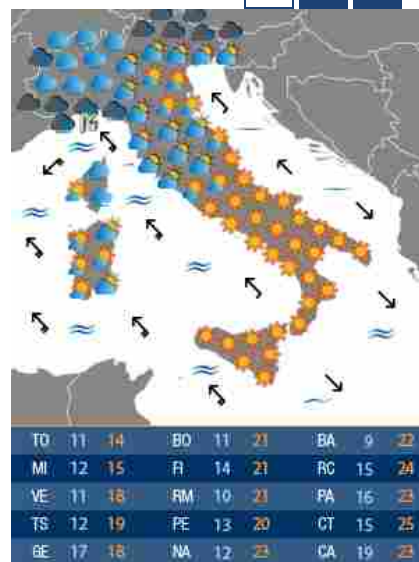 TO 11 14 BO 11 21 BA 9 22
MI 12 15 FI 14 21 RC 15 24
VE 11 18 RM 10 23 PA 16 23
TS 12 19 PE 13 20 CT 15 25
GE 17 18 NA 12 23 CA 19 23